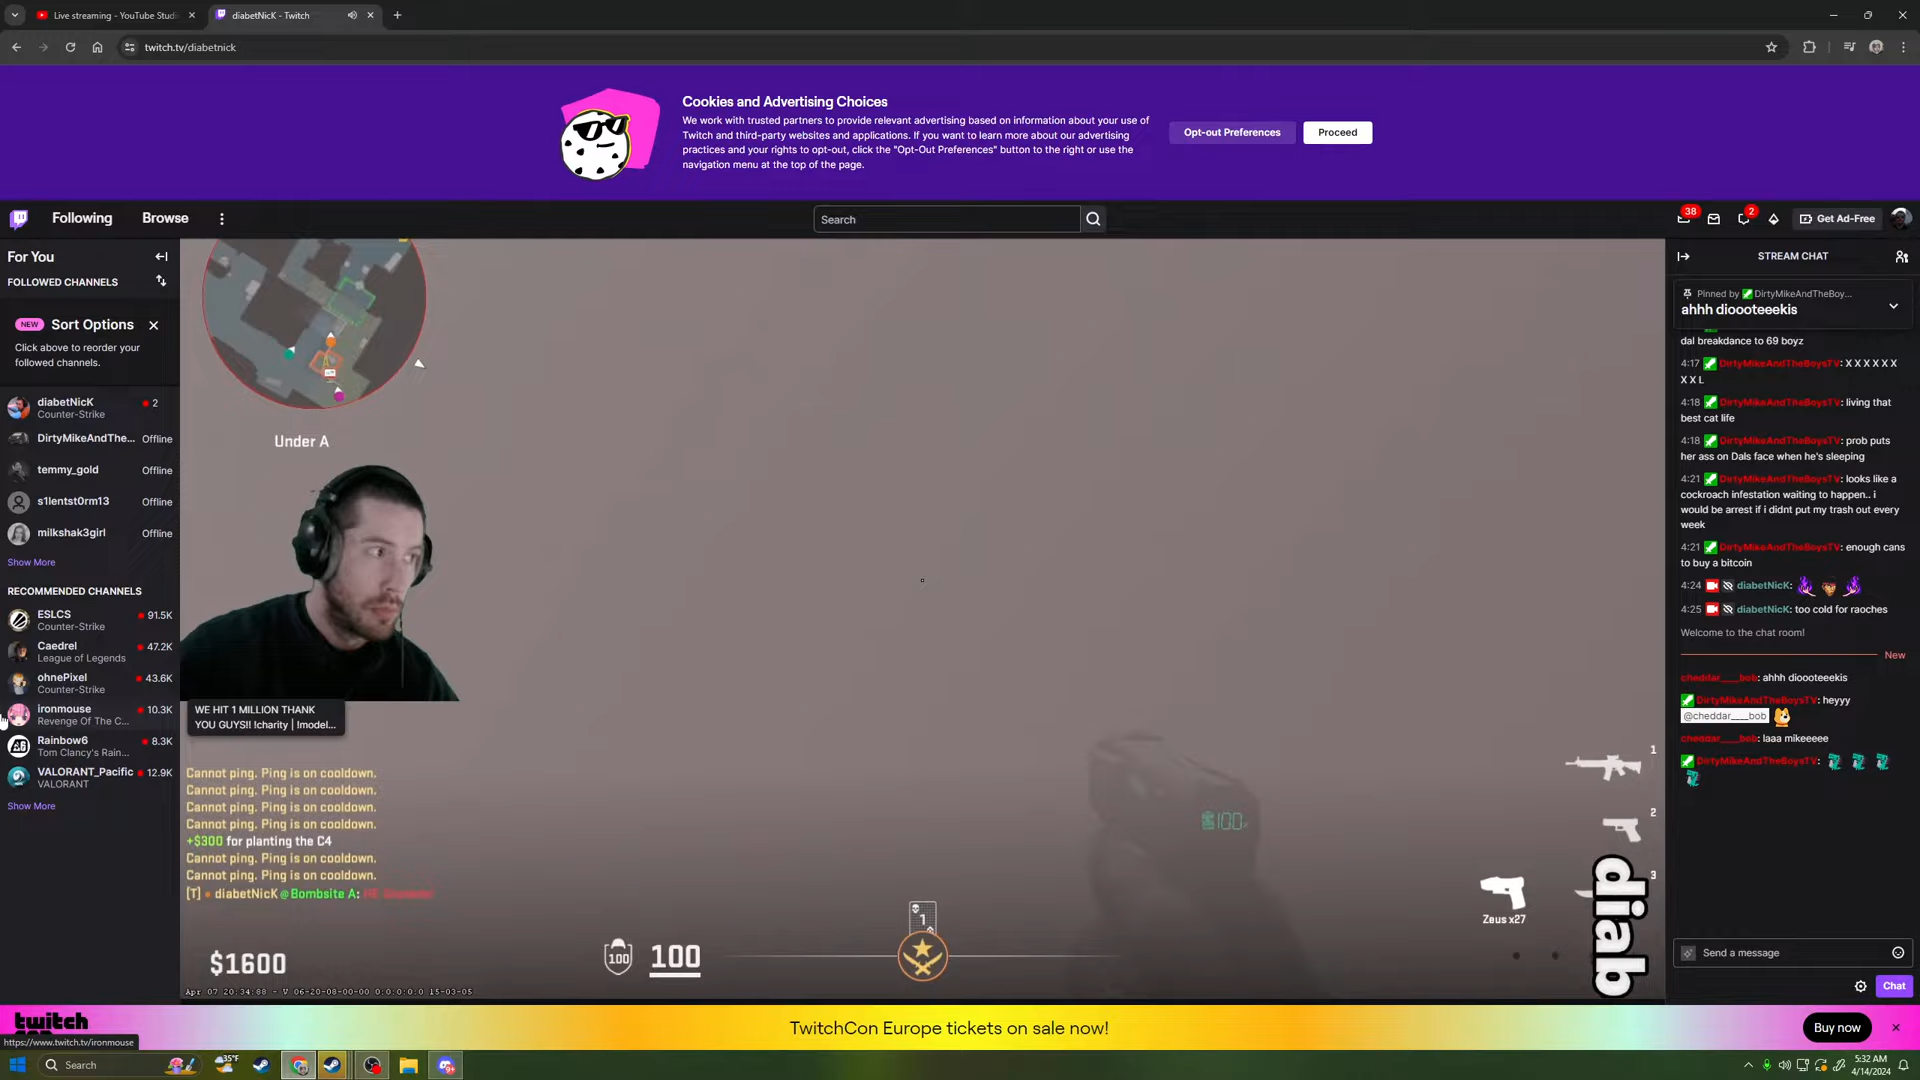 Live streaming - YouTube Stud
diabetNicK - Twitch
twitch.tv/diabetnick
Cookies and Advertising Choices
We work with trusted partners to provide relevant advertising based on information about your use of
Twitch and third-party websites and applications. If you want to learn more about our advertising
practices and your rights to opt-out, click the "Opt-Out Preferences" button to the right or use the
navigation menu at the top of the page.
Opt-out Preferences
Proceed
Following
Browse
Search
38
2
Get Ad-Free
For You
FOLLOWED CHANNELS
NEW Sort Options
Click above to reorder your
followed channels.
diabetNicK 2
Counter-Strike
DirtyMikeAndThe... Offline
temmy_gold Offline
s1lentst0rm13 Offline
milkshak3girl Offline
Show More
RECOMMENDED CHANNELS
ESLCS 91.5K
Counter-Strike
Caedrel 47.2K
League of Legends
ohnePixel 43.6K
Counter-Strike
ironmouse 10.3K
Revenge Of The C...
Rainbow6 8.3K
Tom Clancy's Rain...
VALORANT_Pacific 12.9K
VALORANT
Show More
Under A
WE HIT 1 MILLION THANK
YOU GUYS!! !charity | !model...
Cannot ping. Ping is on cooldown.
Cannot ping. Ping is on cooldown.
Cannot ping. Ping is on cooldown.
Cannot ping. Ping is on cooldown.
+$300 for planting the C4
Cannot ping. Ping is on cooldown.
Cannot ping. Ping is on cooldown.
[T] diabetNicK @ Bombsite A:
$1600
100
100
1
100
1
2
3
Zeus x27
diab
STREAM CHAT
Pinned by DirtyMikeAndTheBoy...
ahhh dioooteeekis
dal breakdance to 69 boyz
4:17 DirtyMikeAndTheBoysTV: X X X X X X
X X L
4:18 DirtyMikeAndTheBoysTV: living that
best cat life
4:18 DirtyMikeAndTheBoysTV: prob puts
her ass on Dals face when he's sleeping
4:21 DirtyMikeAndTheBoysTV: looks like a
cockroach infestation waiting to happen.. i
would be arrest if i didnt put my trash out every
week
4:21 DirtyMikeAndTheBoysTV: enough cans
to buy a bitcoin
4:24 diabetNicK:
4:25 diabetNicK: too cold for raoches
Welcome to the chat room!
New
cheddar____bob: ahhh dioooteeekis
DirtyMikeAndTheBoysTV: heyyy
@cheddar____bob
cheddar____bob: laaa mikeeeee
DirtyMikeAndTheBoysTV:
Send a message
Chat
twitch
TwitchCon Europe tickets on sale now!
Buy now
https://www.twitch.tv/ironmouse
Search
35°F
5:32 AM
4/14/2024